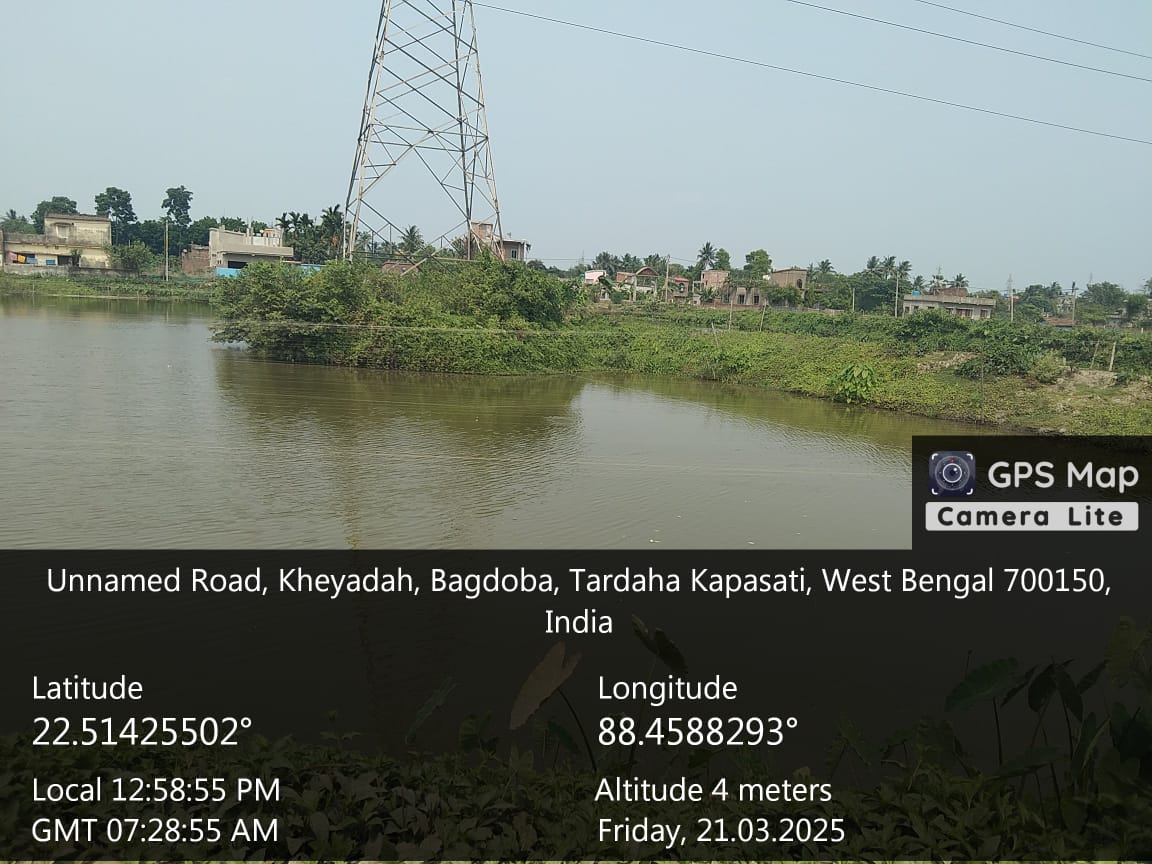 GPS Map
Camera Lite
Unnamed Road, Kheyadah, Bagdoba, Tardaha Kapasati, West Bengal 700150,
India
Latitude
22.51425502°
Longitude
88.4588293°
Local 12:58:55 PM
GMT 07:28:55 AM
Altitude 4 meters
Friday, 21.03.2025